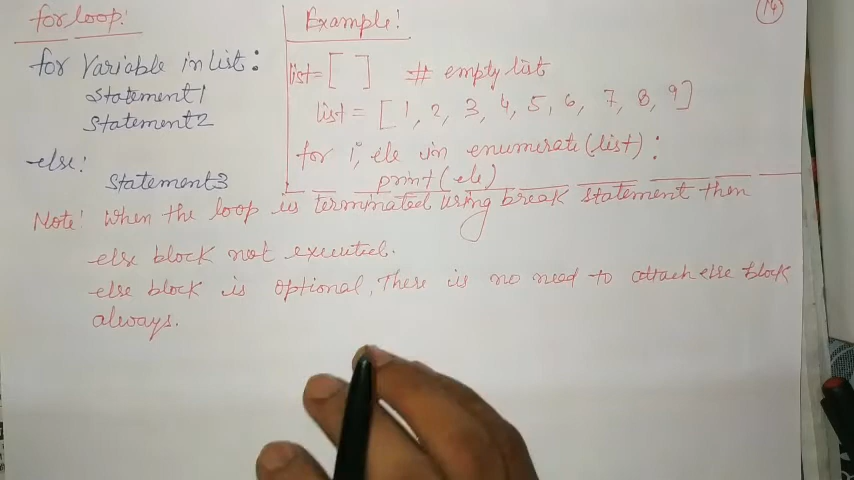 for loop:
for Variable in list:
Statement1
Statement2
else:
Statement3
Example!
list = [ ] # empty list
list = [ 1, 2, 3, 4, 5, 6, 7, 8, 9 ]
for i, ele in enumerate(list):
print(ele)
Note! When the loop is terminated using break statement then
else block not executed.
else block is optional, There is no need to attach else block
always.
14